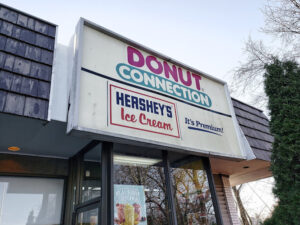 DONUT
CONNECTION
HERSHEY'S
Ice Cream
It's Premium!